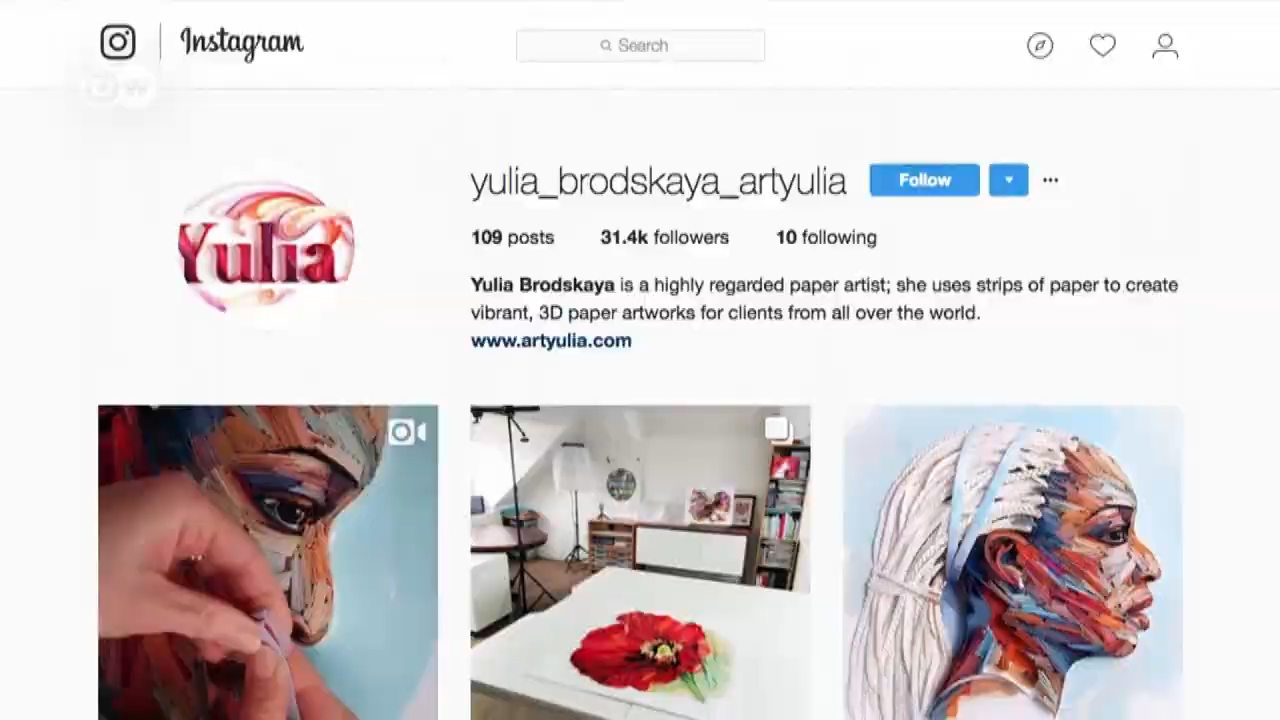 Instagram
Search
yulia_brodskaya_artyulia
Follow
109 posts
31.4k followers
10 following
Yulia Brodskaya is a highly regarded paper artist; she uses strips of paper to create
vibrant, 3D paper artworks for clients from all over the world.
www.artyulia.com
Yulia